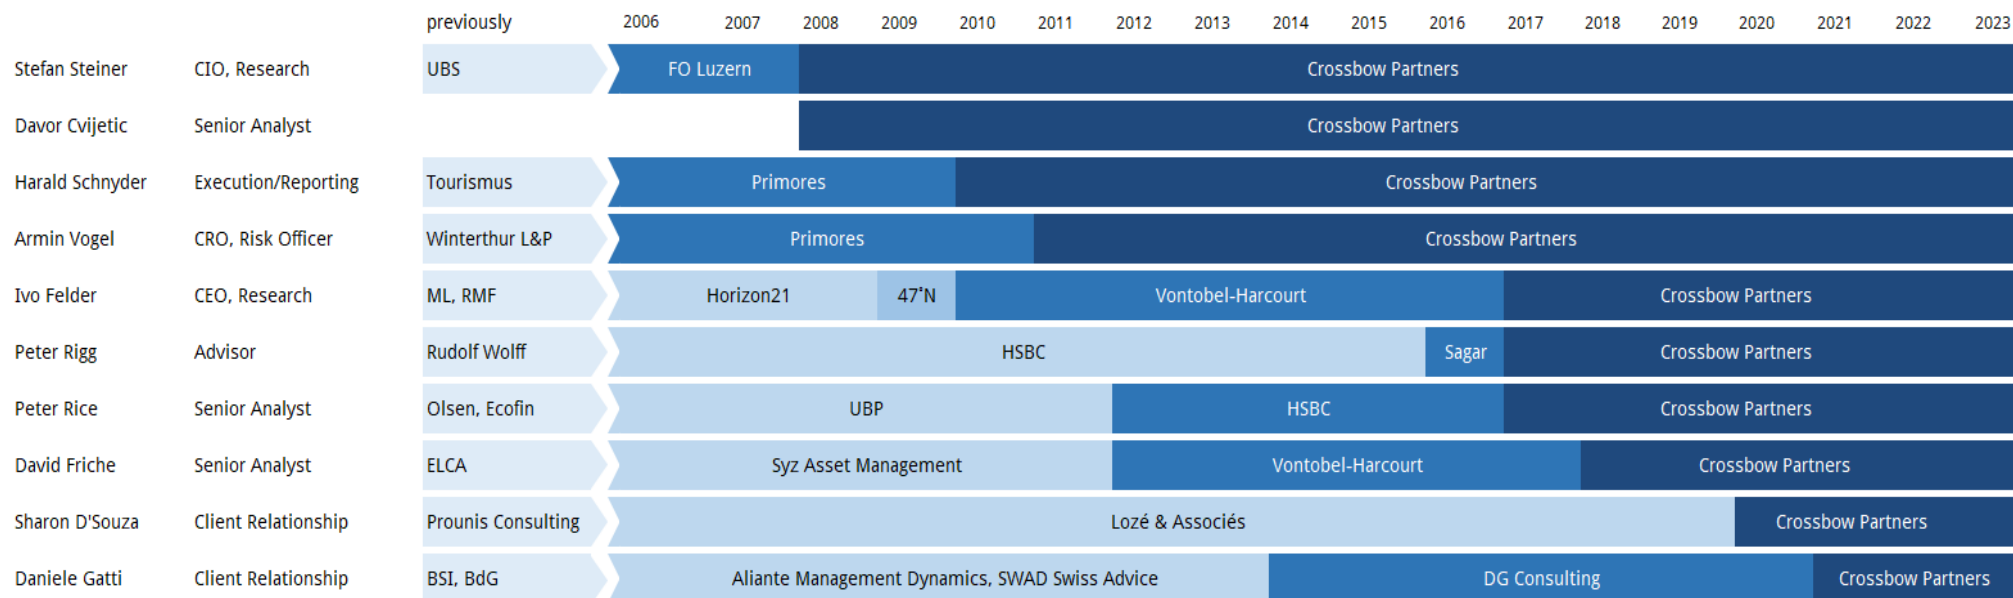 previously 2006 2007 2008 2009 2010 2011 2012 2013 2014 2015 2016 2017 2018 2019 2020 2021 2022 2023
Stefan Steiner CIO, Research UBS FO Luzern Crossbow Partners
Davor Cvijetic Senior Analyst Crossbow Partners
Harald Schnyder Execution/Reporting Tourismus Primores Crossbow Partners
Armin Vogel CRO, Risk Officer Winterthur L&P Primores Crossbow Partners
Ivo Felder CEO, Research ML, RMF Horizon21 47°N Vontobel-Harcourt Crossbow Partners
Peter Rigg Advisor Rudolf Wolff HSBC Sagar Crossbow Partners
Peter Rice Senior Analyst Olsen, Ecofin UBP HSBC Crossbow Partners
David Friche Senior Analyst ELCA Syz Asset Management Vontobel-Harcourt Crossbow Partners
Sharon D'Souza Client Relationship Prounis Consulting Lozé & Associés Crossbow Partners
Daniele Gatti Client Relationship BSI, BdG Aliante Management Dynamics, SWAD Swiss Advice DG Consulting Crossbow Partners